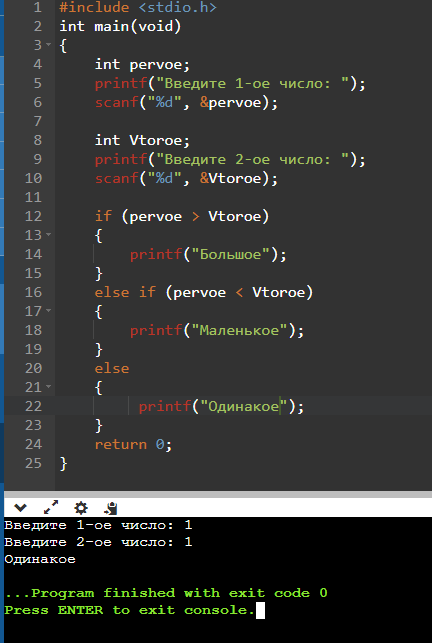 1 #include <stdio.h>
2 int main(void)
3 {
4 int pervoe;
5 printf("Введите 1-ое число: ");
6 scanf("%d", &pervoe);
7
8 int Vtoroe;
9 printf("Введите 2-ое число: ");
10 scanf("%d", &Vtoroe);
11
12 if (pervoe > Vtoroe)
13 {
14 printf("Большое");
15 }
16 else if (pervoe < Vtoroe)
17 {
18 printf("Маленькое");
19 }
20 else
21 {
22 printf("Одинакое");
23 }
24 return 0;
25 }
Введите 1-ое число: 1
Введите 2-ое число: 1
Одинакое
...Program finished with exit code 0
Press ENTER to exit console.